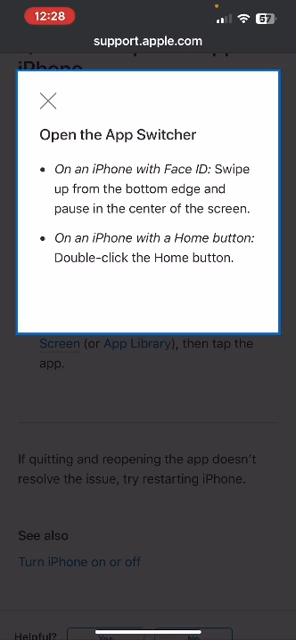 12:28
67
support.apple.com
iPhone
Open the App Switcher
• On an iPhone with Face ID: Swipe
up from the bottom edge and
pause in the center of the screen.
• On an iPhone with a Home button:
Double-click the Home button.
Screen (or App Library), then tap the
app.
If quitting and reopening the app doesn't
resolve the issue, try restarting iPhone.
See also
Turn iPhone on or off
Helpful?
Yes
No